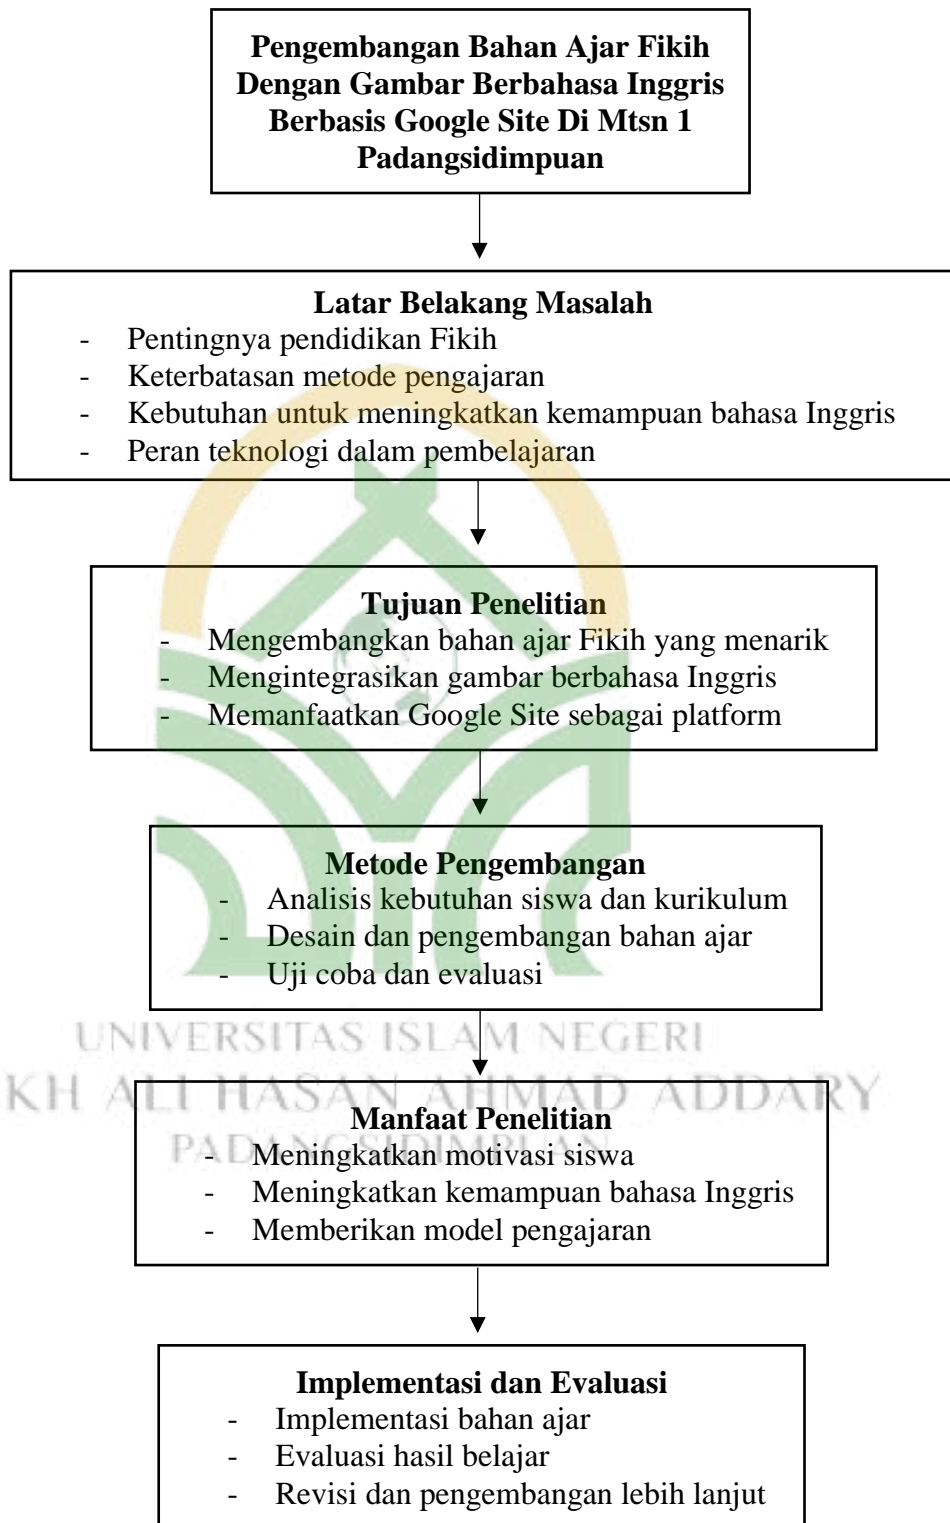 Pengembangan Bahan Ajar Fikih
Dengan Gambar Berbahasa Inggris
Berbasis Google Site Di Mtsn 1
Padangsidimpuan
Latar Belakang Masalah
- Pentingnya pendidikan Fikih
- Keterbatasan metode pengajaran
- Kebutuhan untuk meningkatkan kemampuan bahasa Inggris
- Peran teknologi dalam pembelajaran
Tujuan Penelitian
- Mengembangkan bahan ajar Fikih yang menarik
- Mengintegrasikan gambar berbahasa Inggris
- Memanfaatkan Google Site sebagai platform
Metode Pengembangan
- Analisis kebutuhan siswa dan kurikulum
- Desain dan pengembangan bahan ajar
- Uji coba dan evaluasi
UNIVERSITAS ISLAM NEGERI
SYEKH ALI HASAN AHMAD ADDARY
PADANGSIDIMPUAN
Manfaat Penelitian
- Meningkatkan motivasi siswa
- Meningkatkan kemampuan bahasa Inggris
- Memberikan model pengajaran
Implementasi dan Evaluasi
- Implementasi bahan ajar
- Evaluasi hasil belajar
- Revisi dan pengembangan lebih lanjut